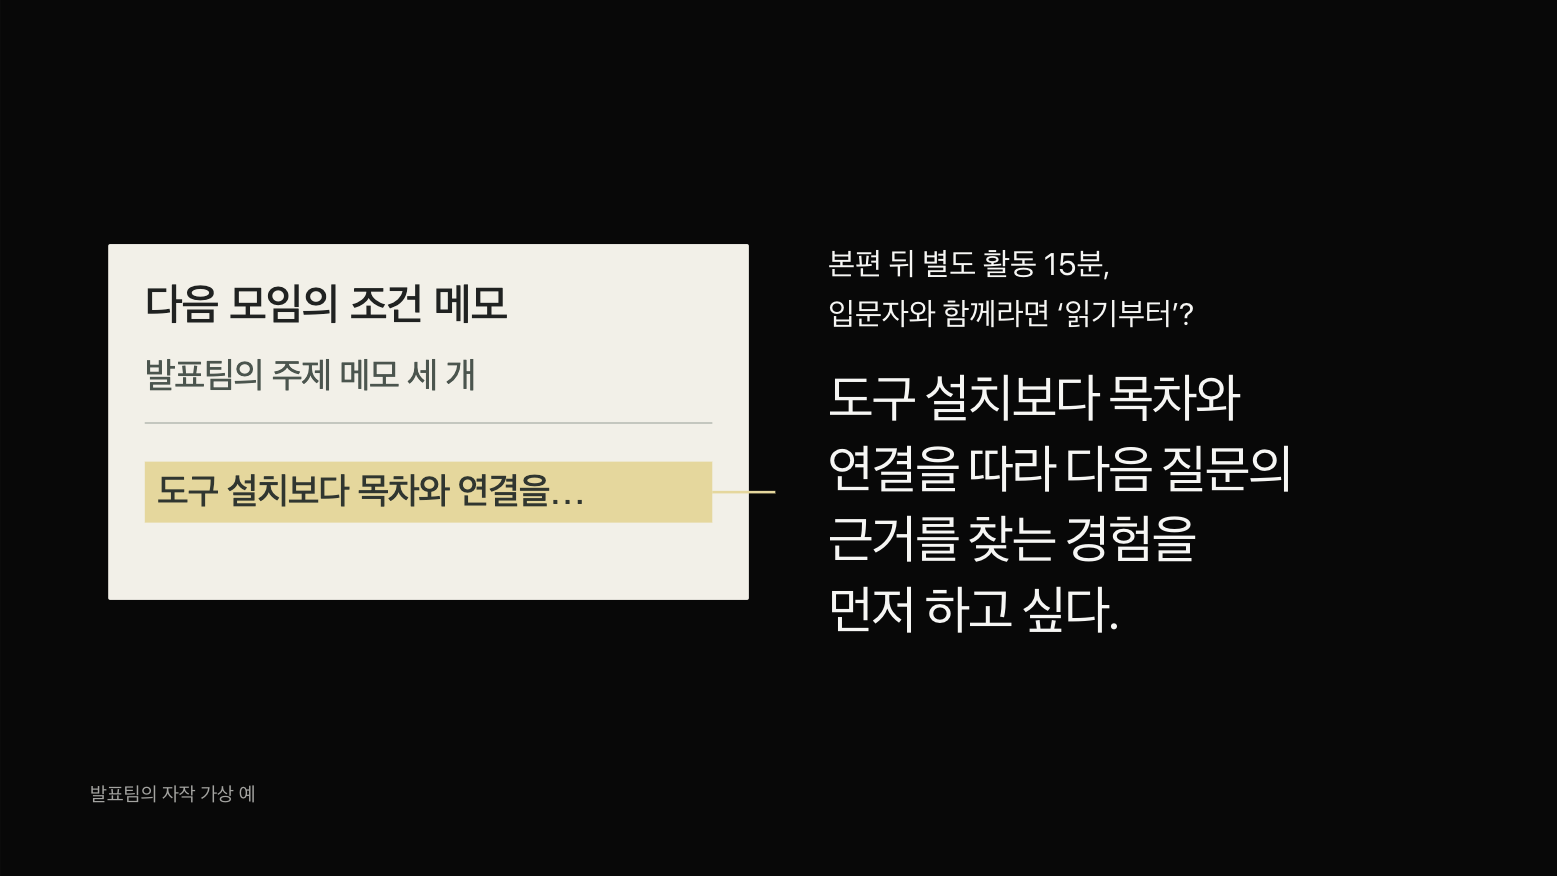 다음 모임의 조건 메모
발표팀의 주제 메모 세 개
도구 설치보다 목차와 연결을…
본편 뒤 별도 활동 15분,
입문자와 함께라면 ‘읽기부터’?
도구 설치보다 목차와
연결을 따라 다음 질문의
근거를 찾는 경험을
먼저 하고 싶다.
발표팀의 자작 가상 예